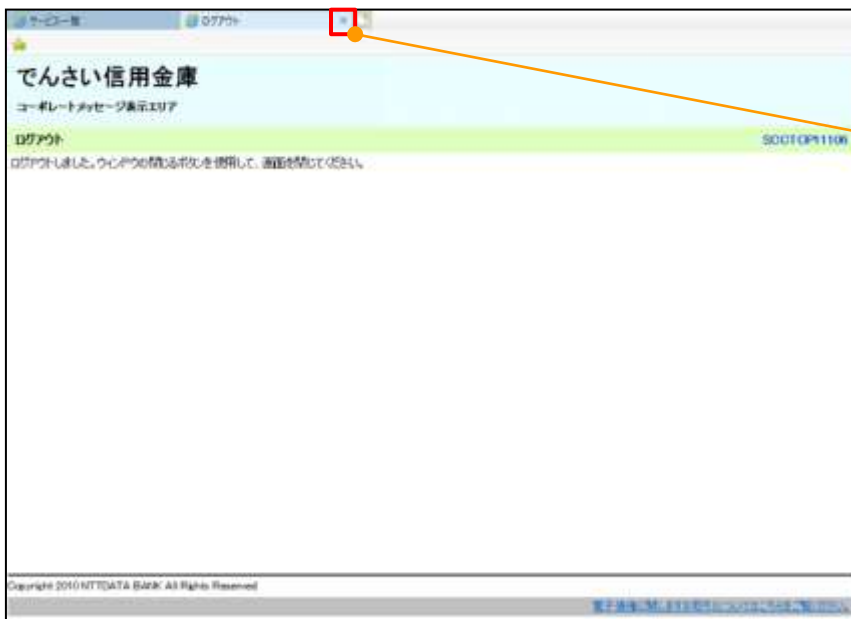 サービス一覧 ログアウト
でんさい信用金庫
コーポレートメッセージ表示エリア
ログアウト SCCTOP11106
ログアウトしました。ウィンドウの閉じるボタンを使用して、画面を閉じてください。
Copyright 2010 NTTDATA BANK All Rights Reserved